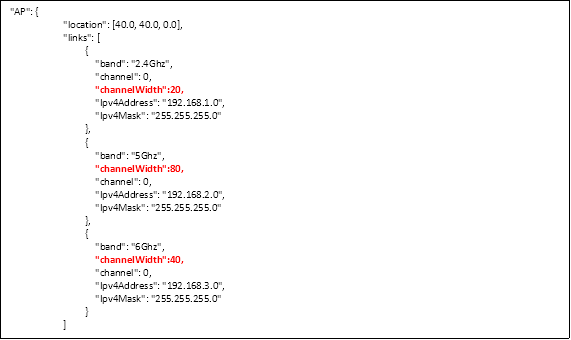 "AP": {
"location": [40.0, 40.0, 0.0],
"links": [
{
"band": "2.4Ghz",
"channel": 0,
"channelWidth":20,
"Ipv4Address": "192.168.1.0",
"Ipv4Mask": "255.255.255.0"
},
{
"band": "5Ghz",
"channelWidth":80,
"channel": 0,
"Ipv4Address": "192.168.2.0",
"Ipv4Mask": "255.255.255.0"
},
{
"band": "6Ghz",
"channelWidth":40,
"channel": 0,
"Ipv4Address": "192.168.3.0",
"Ipv4Mask": "255.255.255.0"
}
]